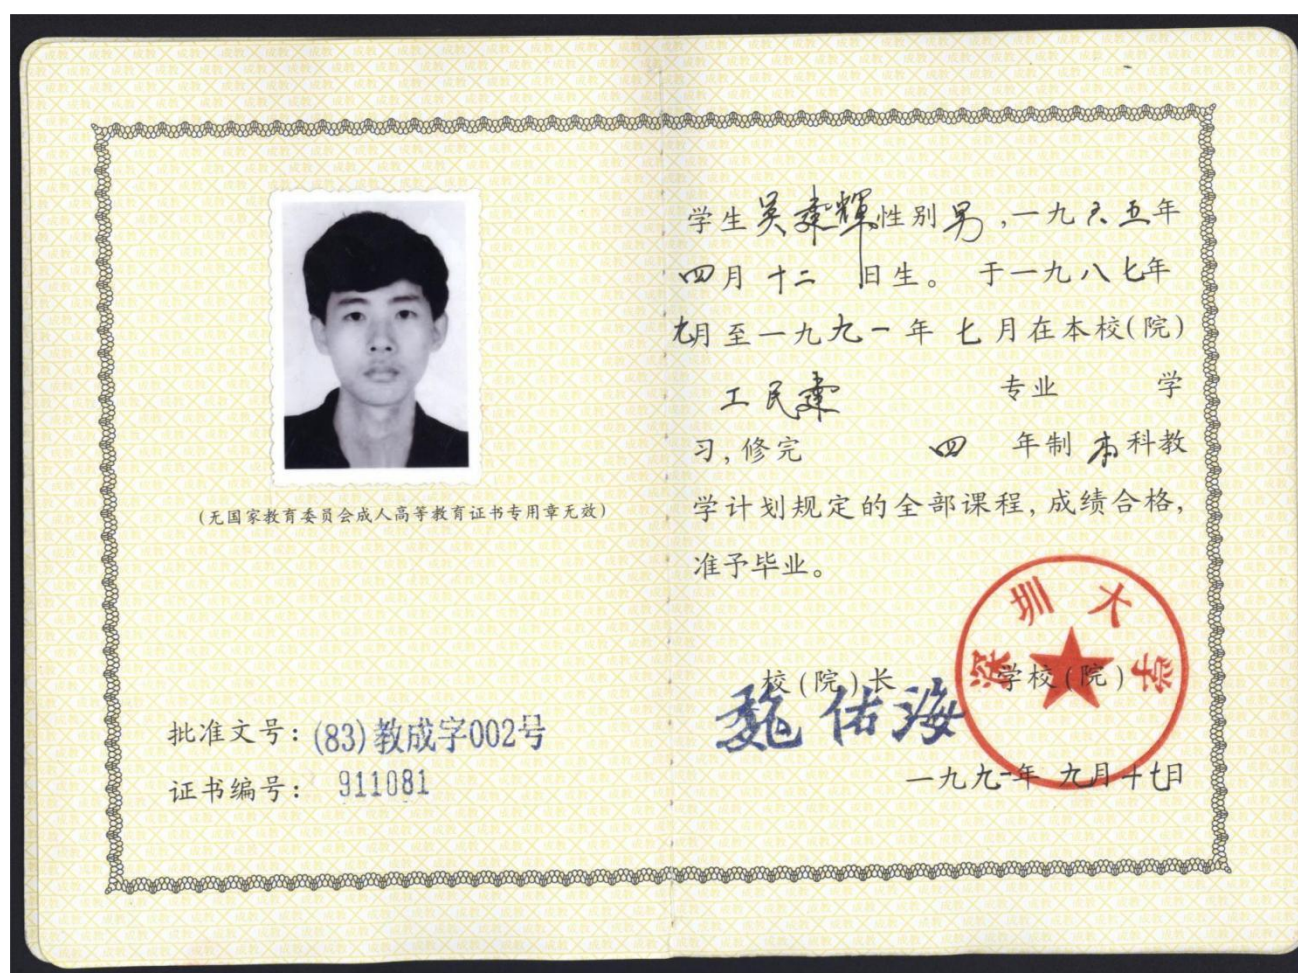 (无国家教育委员会成人高等教育证书专用章无效)
批准文号：(83)教成字002号
证书编号： 911081
学生吴建輝性别男，一九六五年
四月十二 日生。 于一九八七年
九月至一九九一年 七月在本校(院)
工民建 专业 学
习，修完 四 年制本科教
学计划规定的全部课程，成绩合格，
准予毕业。
深圳大学
校(院)长 学校(院)
魏佑海
一九九一年 九月十七日